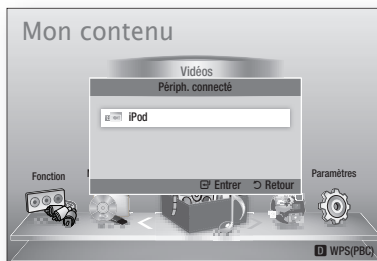 Mon contenu
Vidéos
Périph. connecté
iPod
Entrer Retour
Fonction
Paramètres
D WPS(PBC)